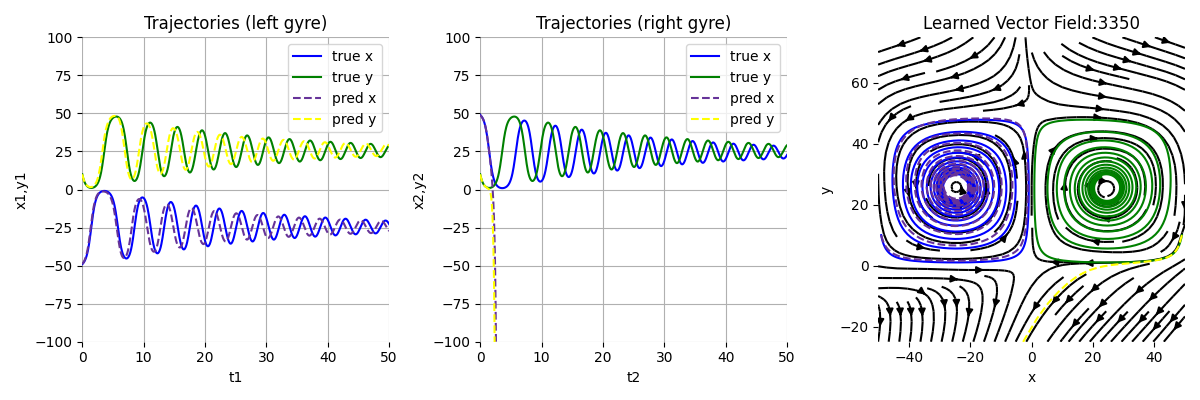 Trajectories (left gyre)
100
75
50
25
0
−25
−50
−75
−100
0
10
20
30
40
50
t1
x1,y1
true x
true y
pred x
pred y
Trajectories (right gyre)
100
75
50
25
0
−25
−50
−75
−100
0
10
20
30
40
50
t2
x2,y2
true x
true y
pred x
pred y
Learned Vector Field:3350
60
40
20
0
−20
−40
−20
0
20
40
x
y